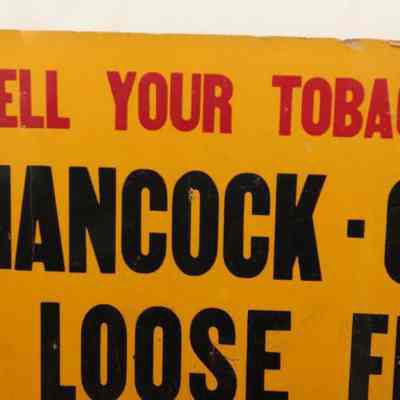 ELL YOUR TOBAC
HANCOCK · C
LOOSE F